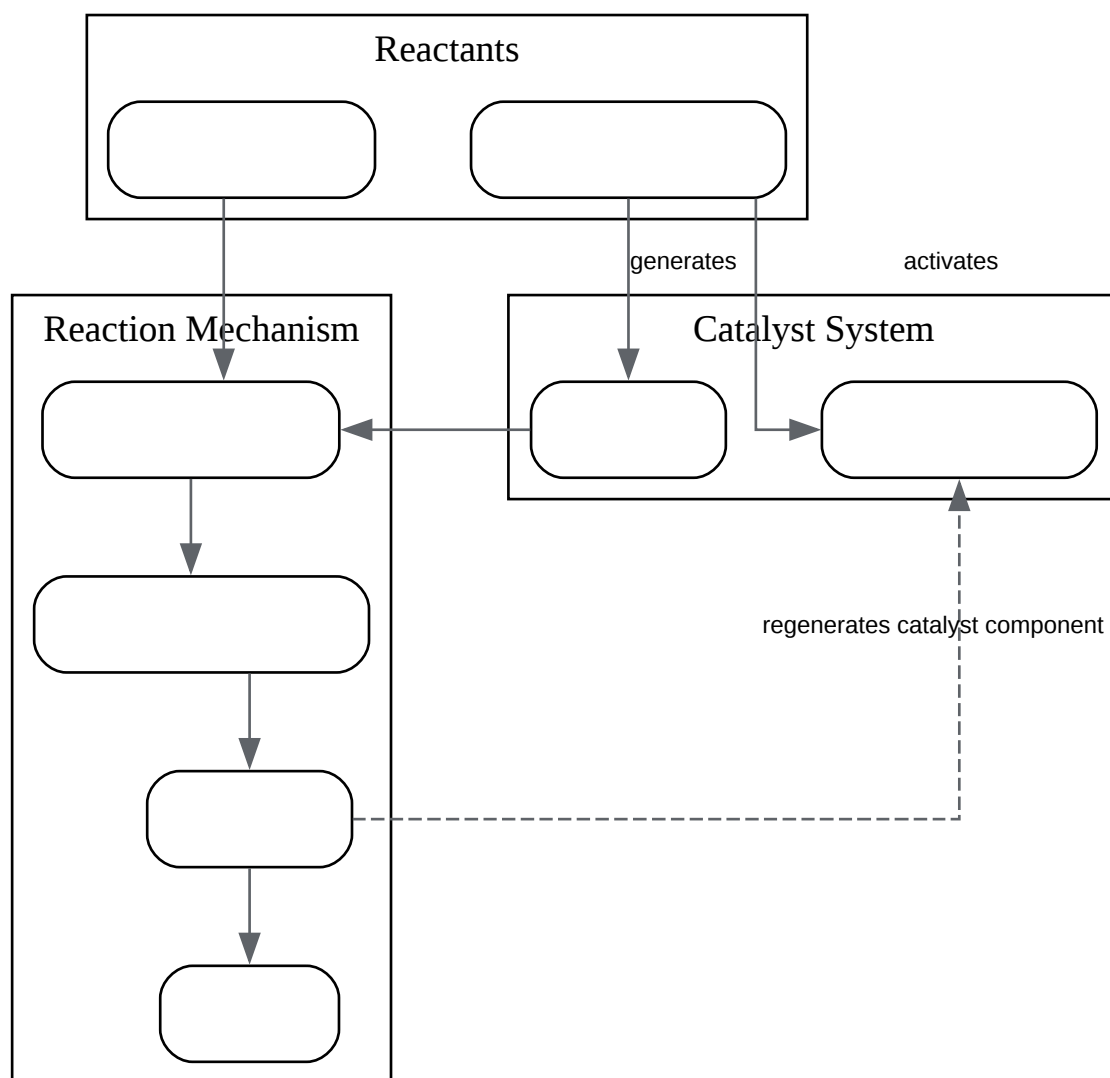 Reactants
generates
activates
Reaction Mechanism
Catalyst System
regenerates catalyst component